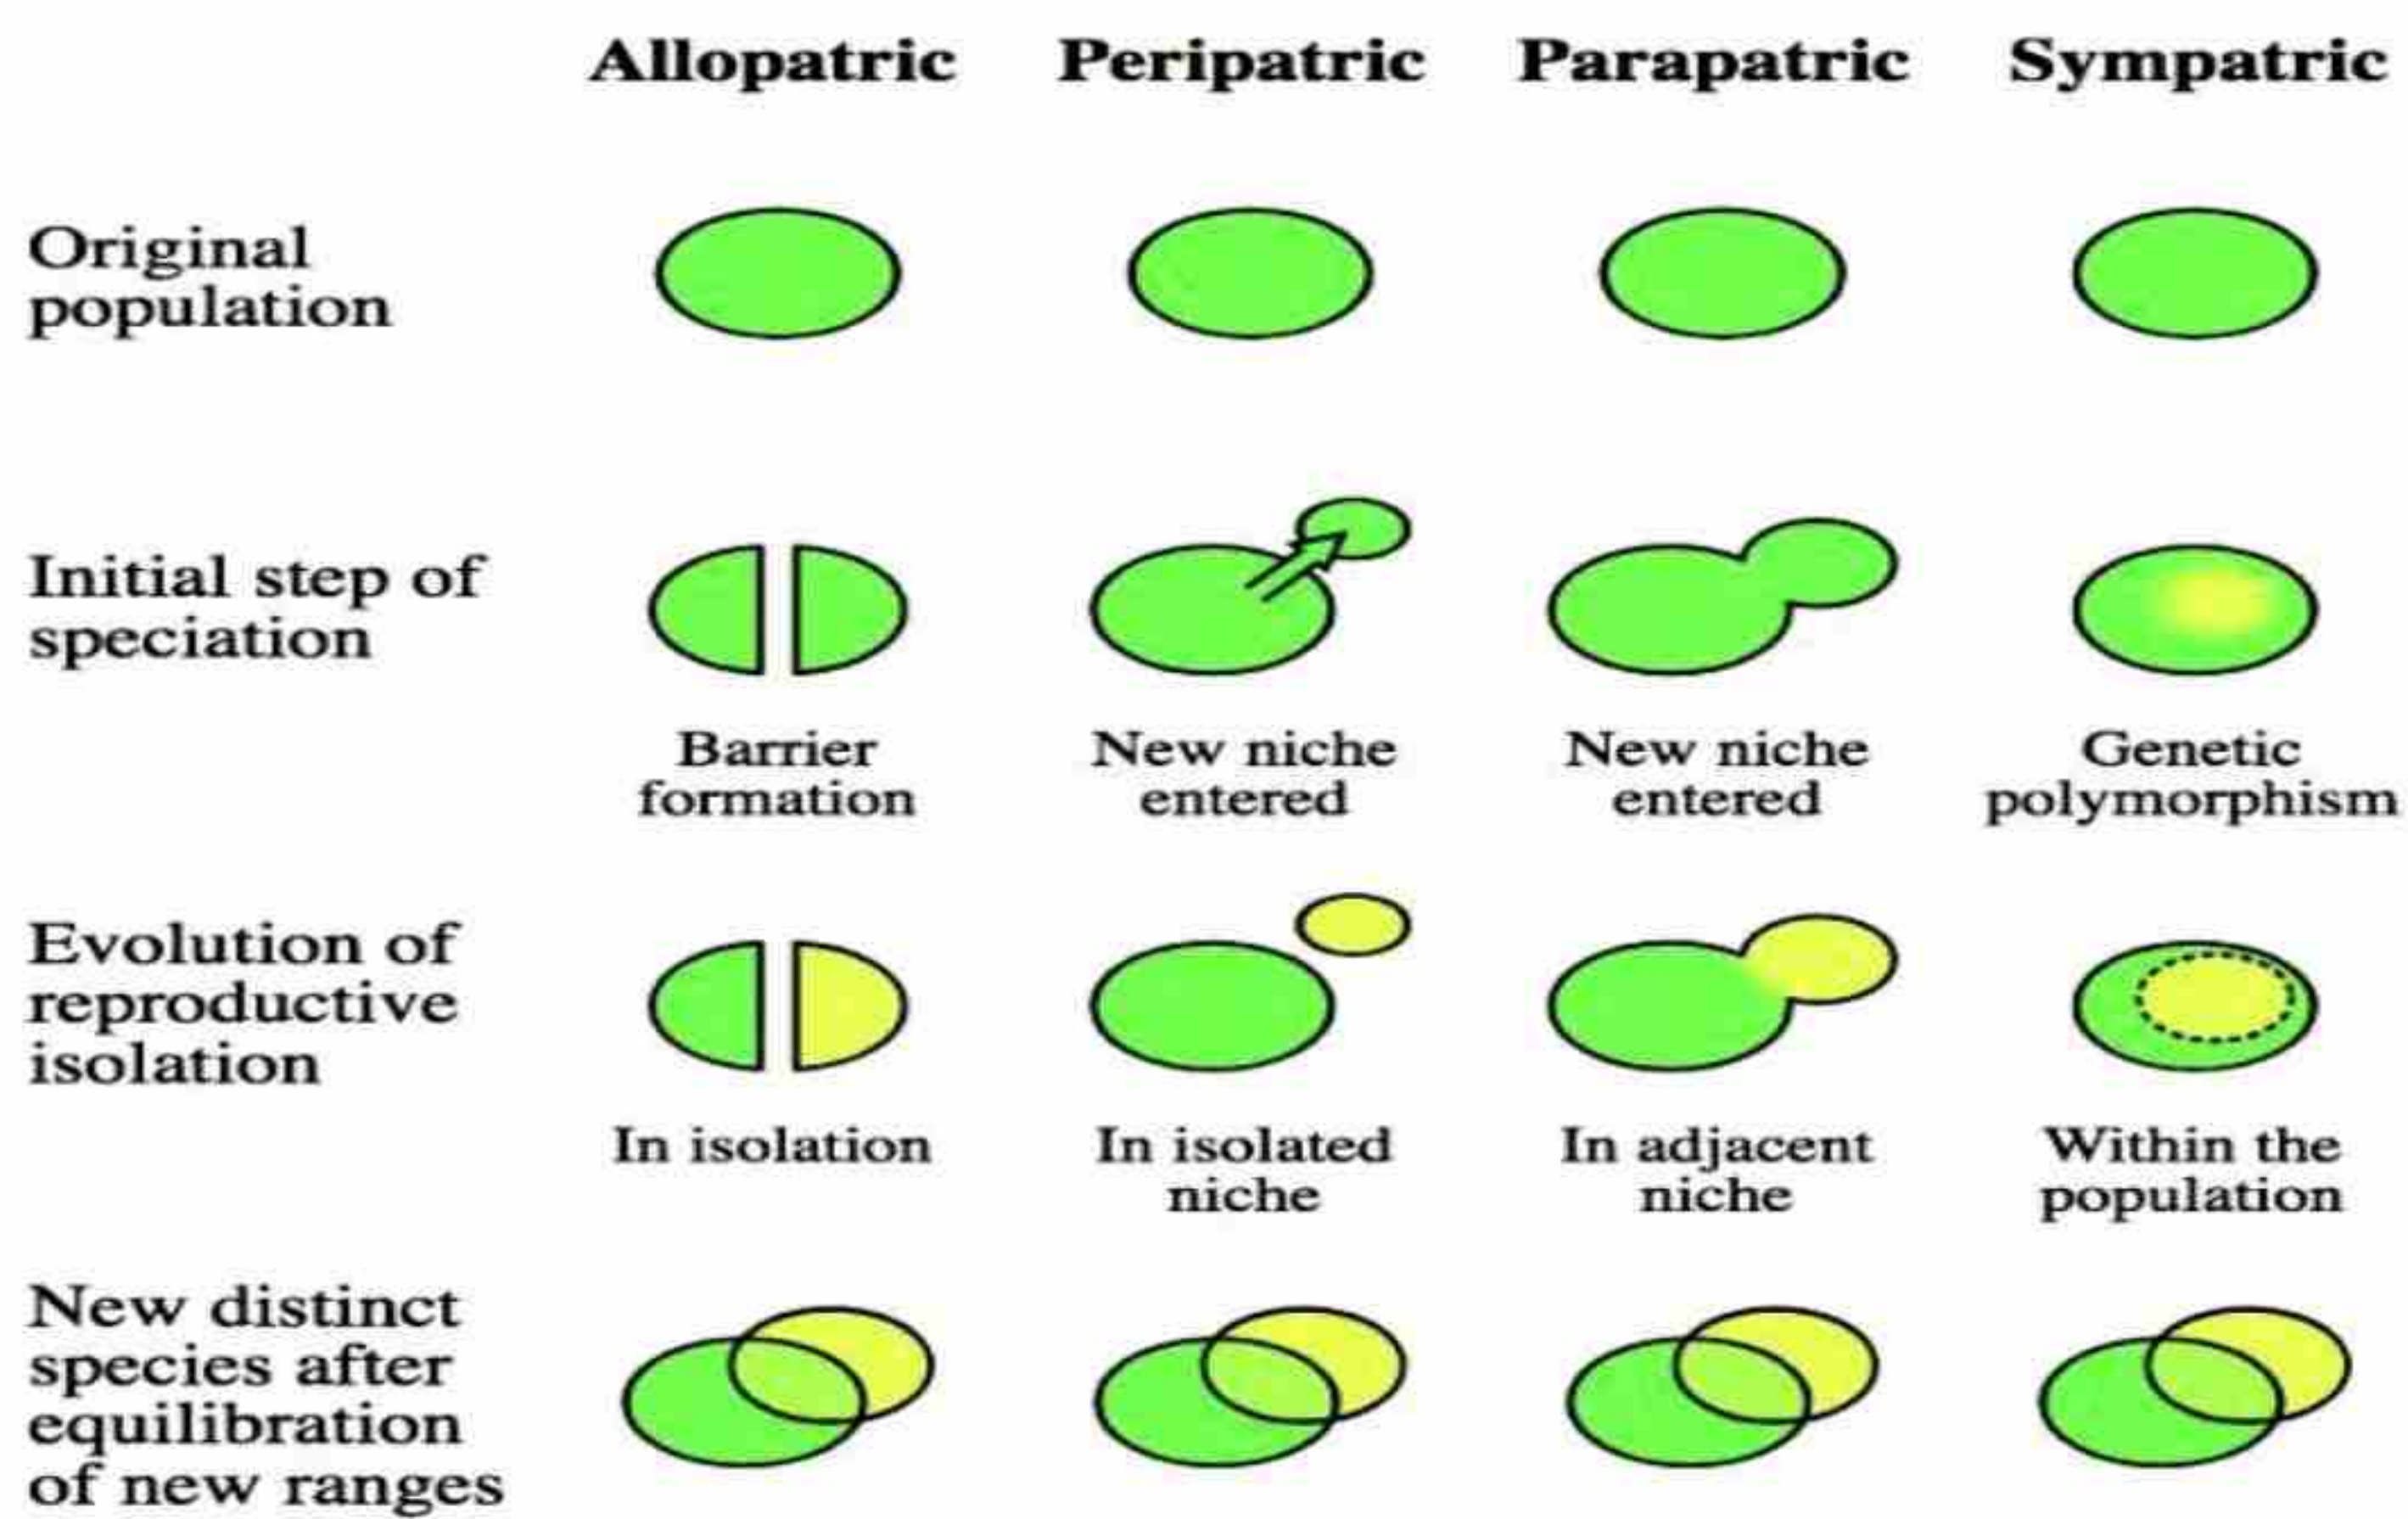 Allopatric Peripatric Parapatric Sympatric
Original
population
Initial step of
speciation
Barrier
formation
New niche
entered
New niche
entered
Genetic
polymorphism
Evolution of
reproductive
isolation
In isolation
In isolated
niche
In adjacent
niche
Within the
population
New distinct
species after
equilibration
of new ranges